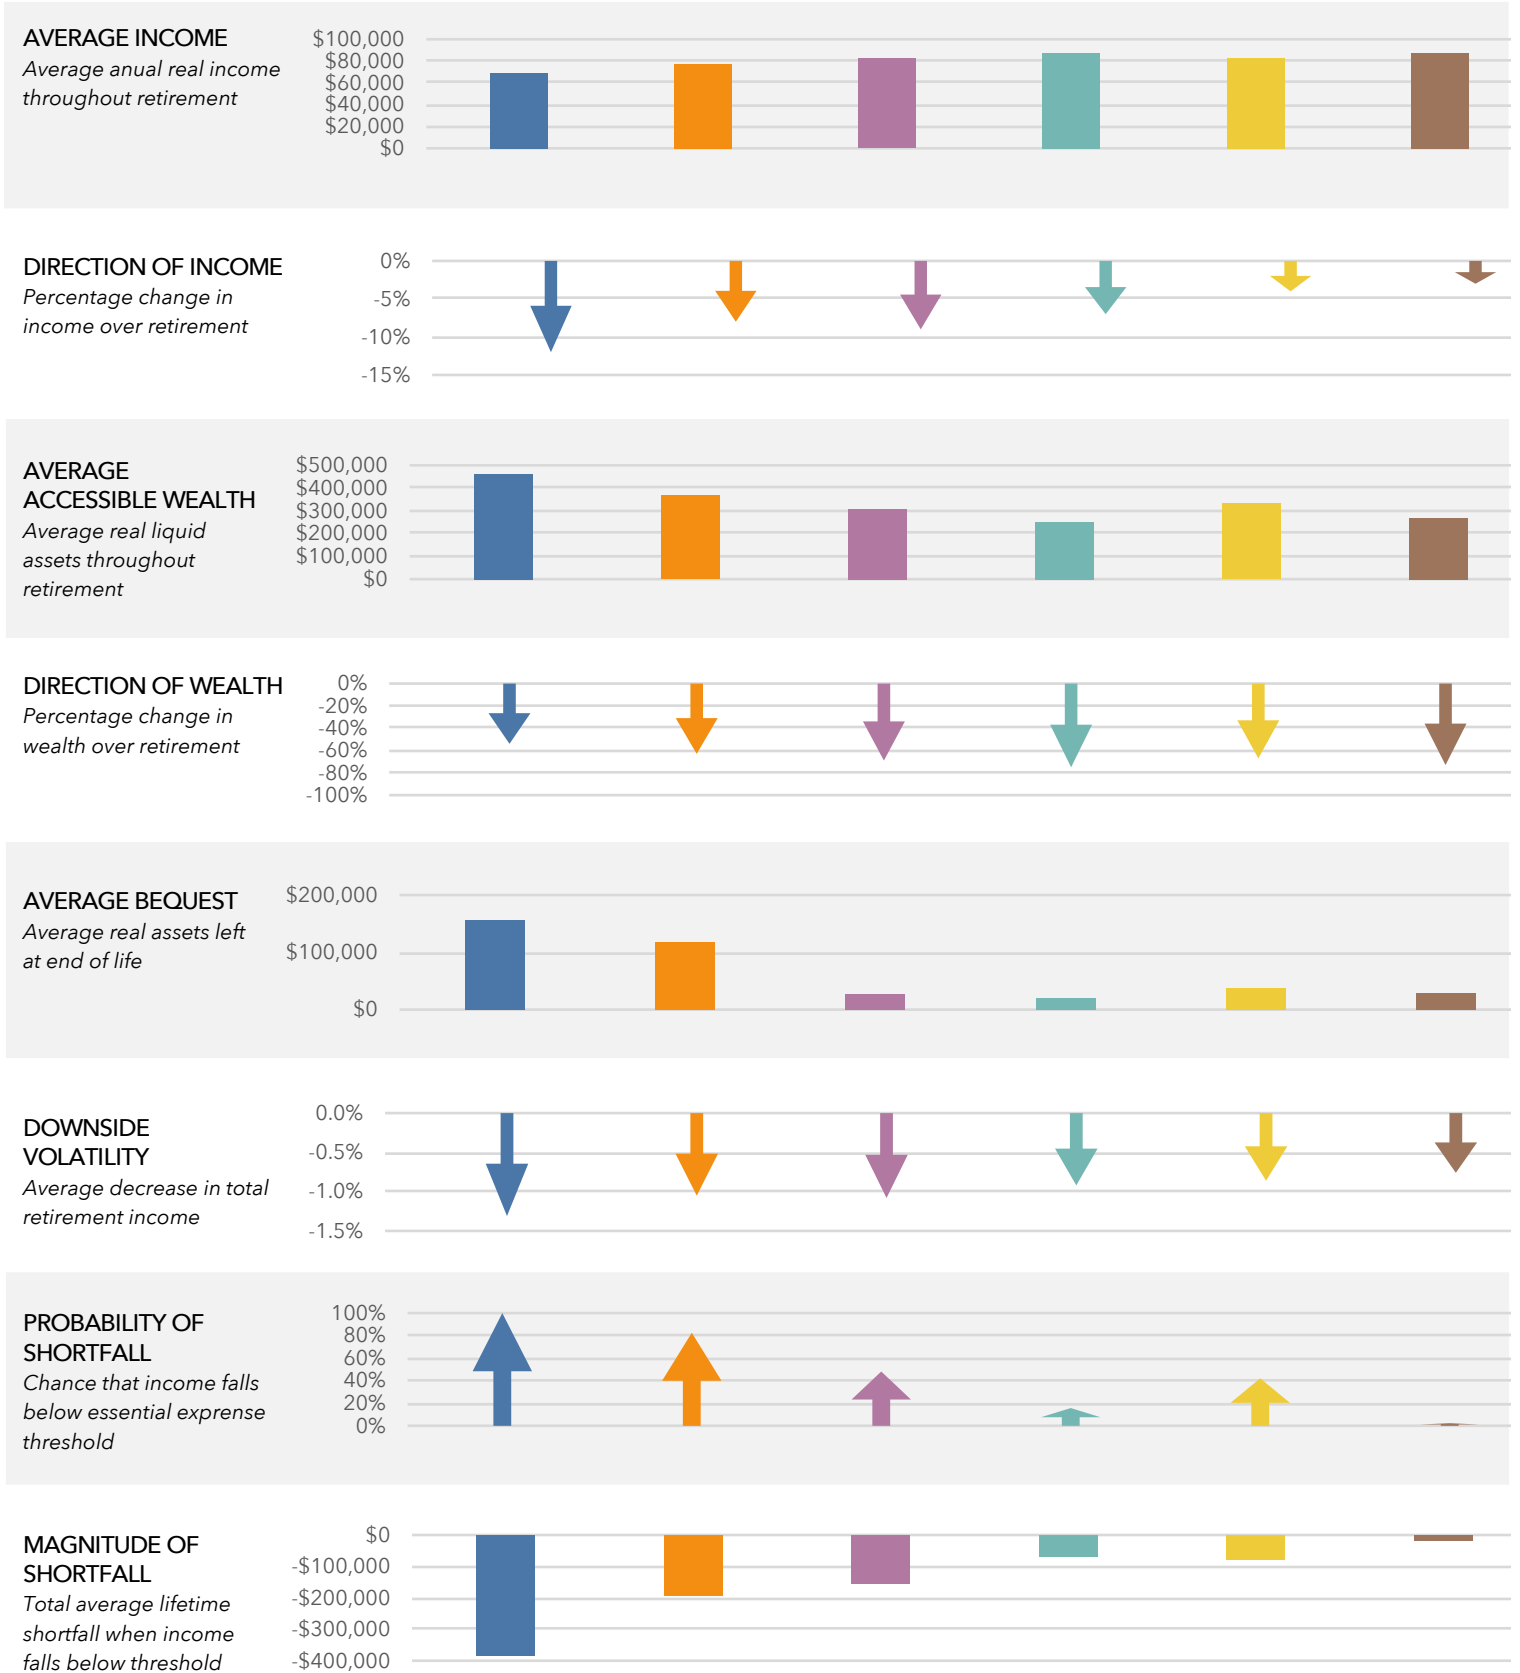 AVERAGE INCOME
Average anual real income
throughout retirement
$100,000
$80,000
$60,000
$40,000
$20,000
$0
DIRECTION OF INCOME
Percentage change in
income over retirement
0%
-5%
-10%
-15%
AVERAGE
ACCESSIBLE WEALTH
Average real liquid
assets throughout
retirement
$500,000
$400,000
$300,000
$200,000
$100,000
$0
DIRECTION OF WEALTH
Percentage change in
wealth over retirement
0%
-20%
-40%
-60%
-80%
-100%
AVERAGE BEQUEST
Average real assets left
at end of life
$200,000
$100,000
$0
DOWNSIDE
VOLATILITY
Average decrease in total
retirement income
0.0%
-0.5%
-1.0%
-1.5%
PROBABILITY OF
SHORTFALL
Chance that income falls
below essential exprense
threshold
100%
80%
60%
40%
20%
0%
MAGNITUDE OF
SHORTFALL
Total average lifetime
shortfall when income
falls below threshold
$0
-$100,000
-$200,000
-$300,000
-$400,000